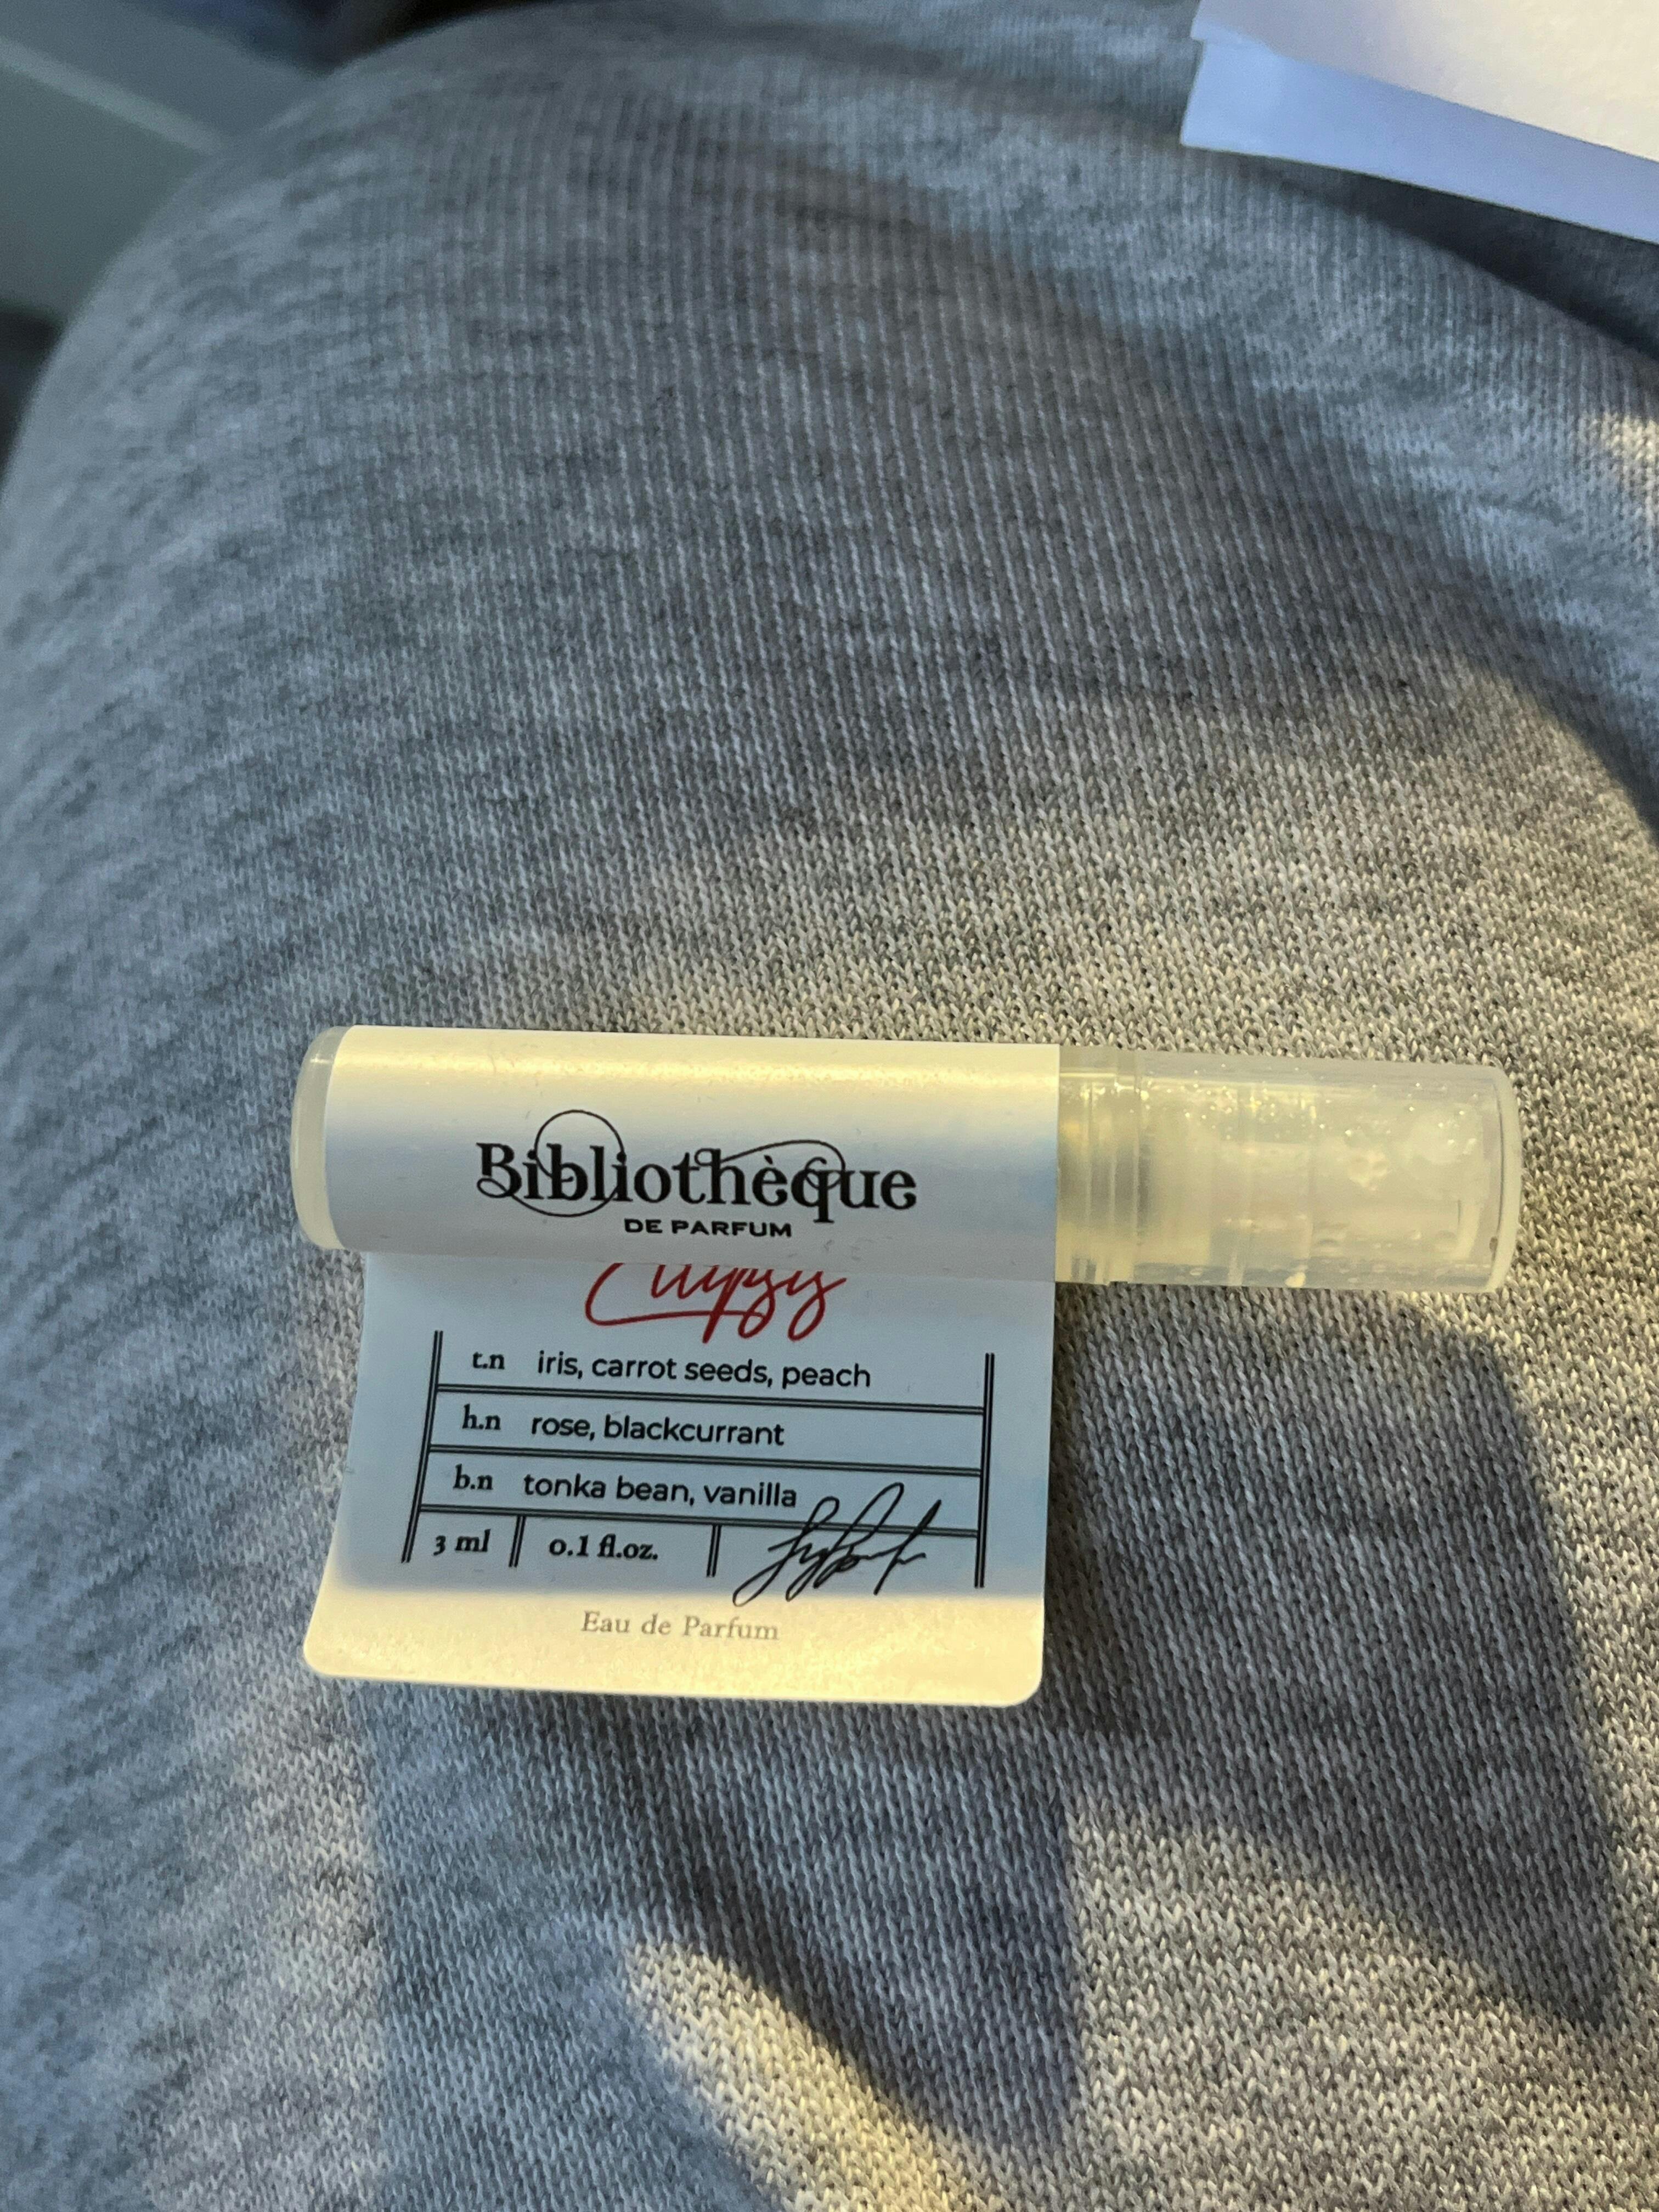 Bibliothèque
DE PARFUM
t.n iris, carrot seeds, peach
h.n rose, blackcurrant
b.n tonka bean, vanilla
3 ml 0.1 fl.oz.
Eau de Parfum